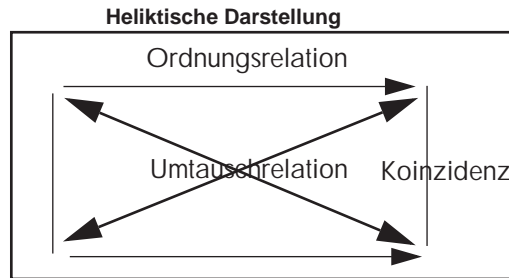 Heliktische Darstellung
Ordnungsrelation
Umtauschrelation
Koinzidenz